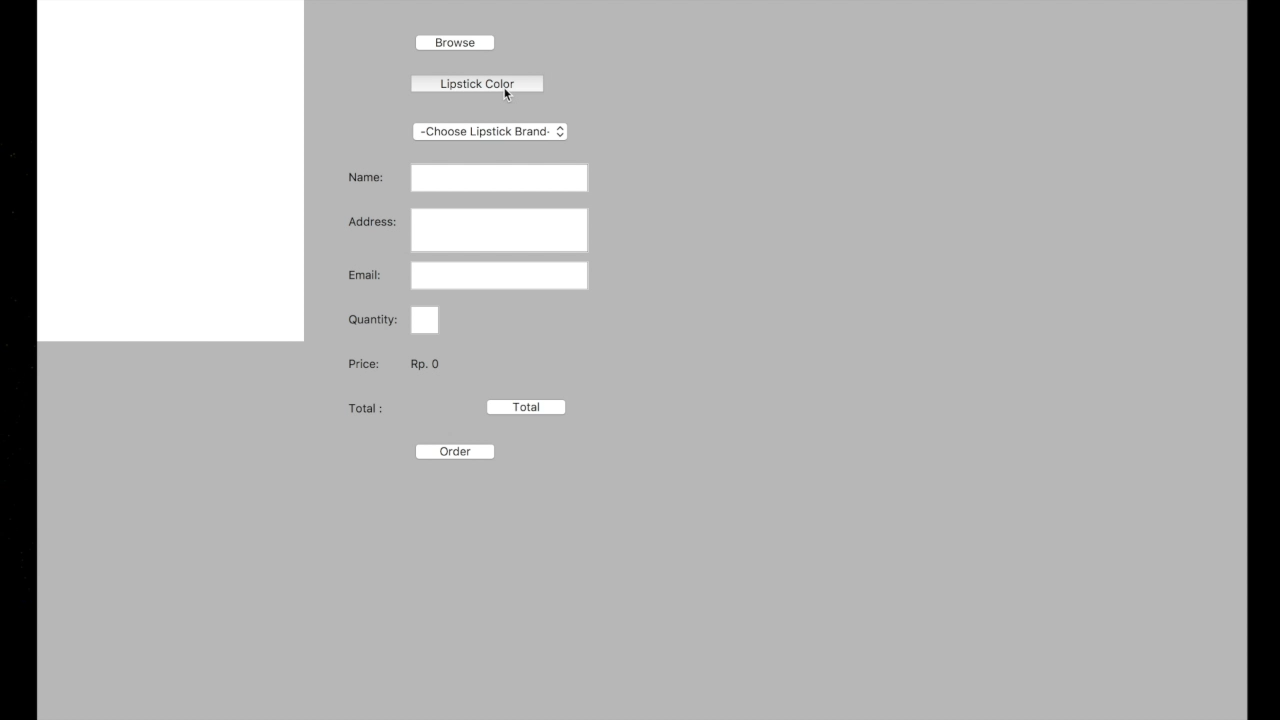 Browse
Lipstick Color
-Choose Lipstick Brand-
Name:
Address:
Email:
Quantity:
Price: Rp. 0
Total : Total
Order